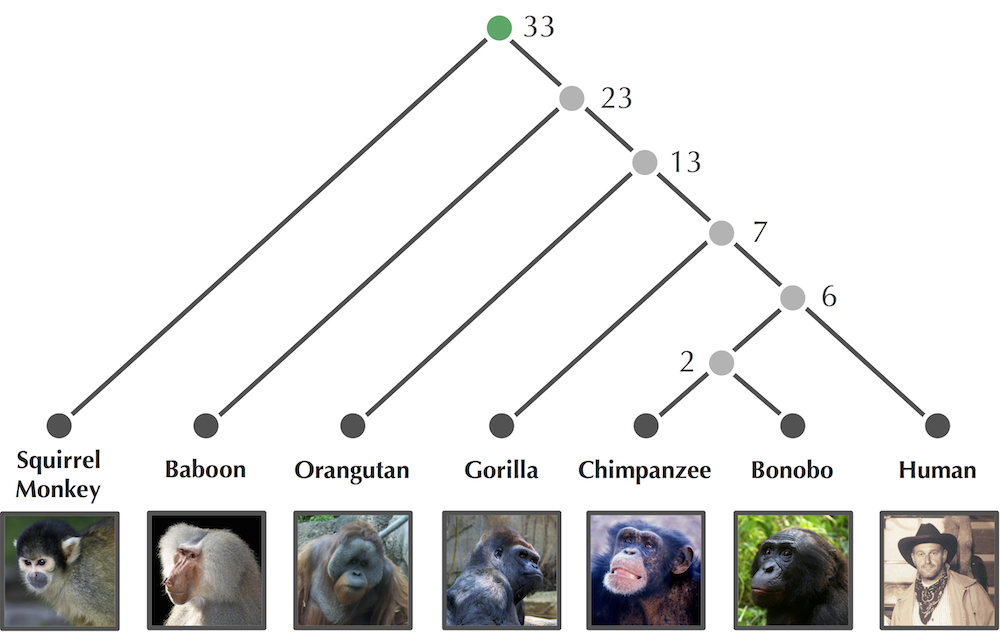 33
23
13
7
6
2
Squirrel
Monkey
Baboon
Orangutan
Gorilla
Chimpanzee
Bonobo
Human